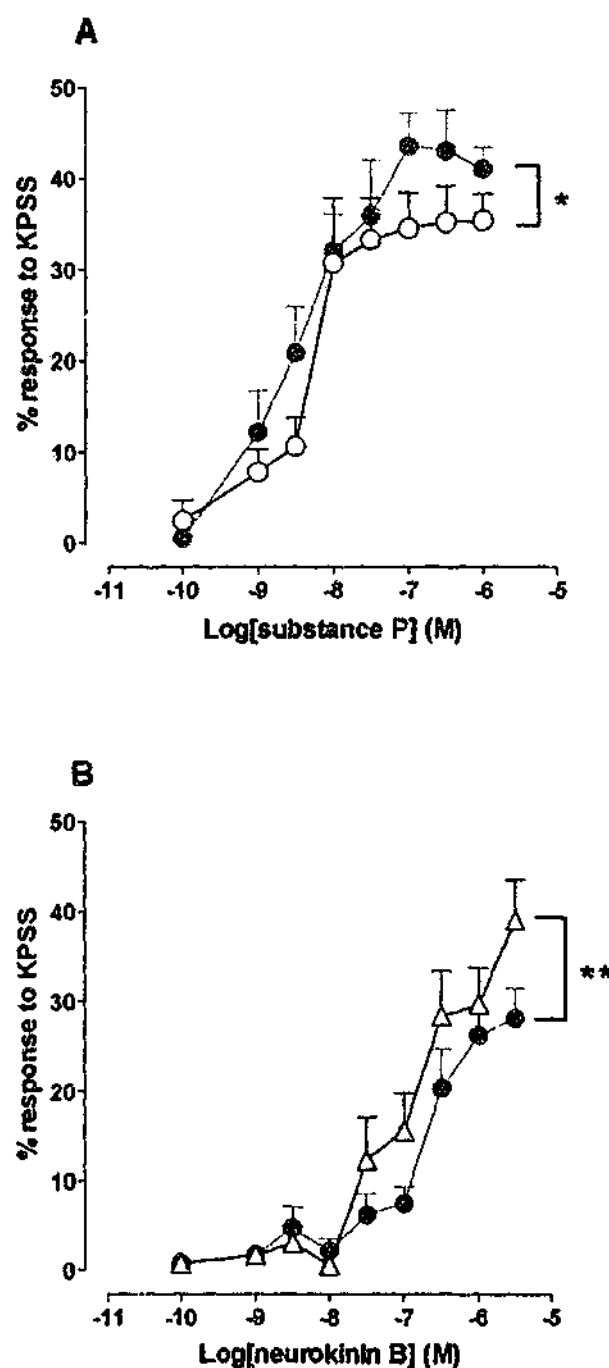 A
% response to KPSS
50
40
30
20
10
0
*
-11 -10 -9 -8 -7 -6 -5
Log[substance P] (M)
B
% response to KPSS
50
40
30
20
10
0
**
-11 -10 -9 -8 -7 -6 -5
Log[neurokinin B] (M)